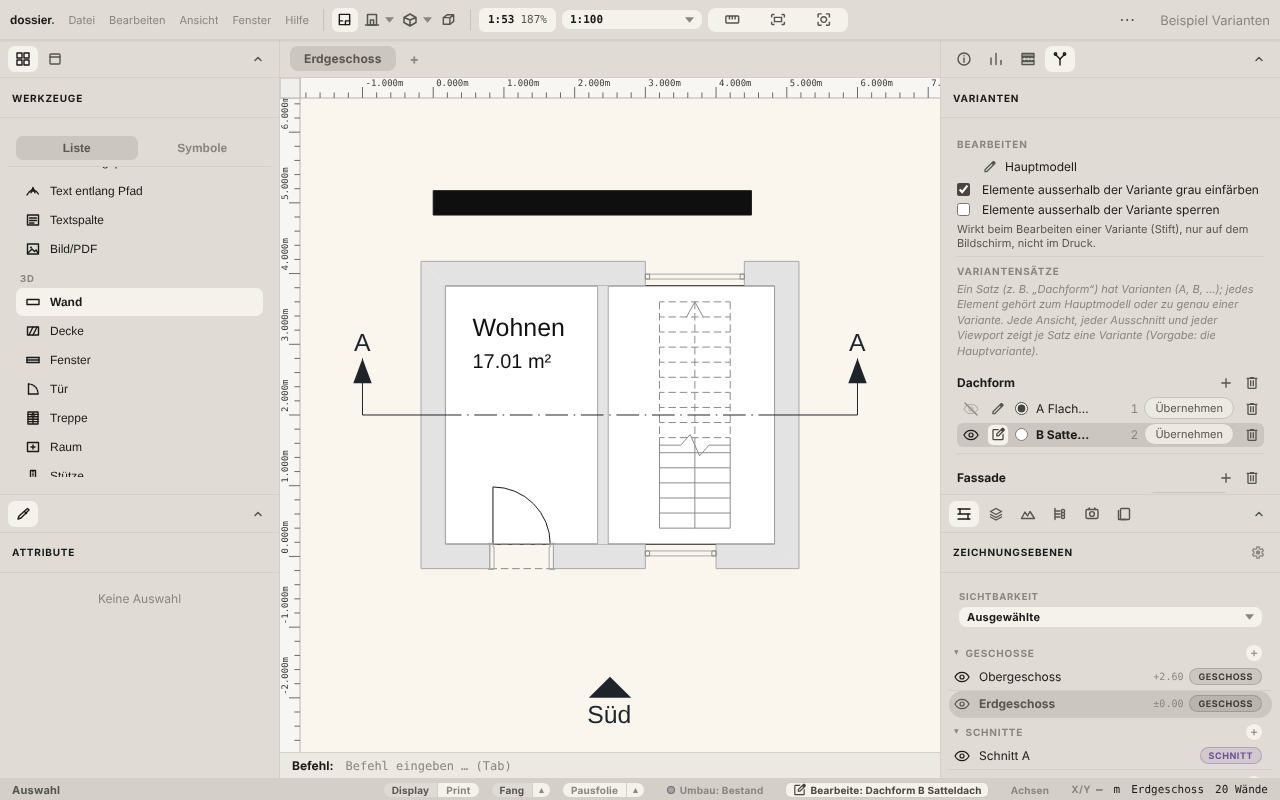 dossier. Datei Bearbeiten Ansicht Fenster Hilfe 1:53 187% 1:100 ··· Beispiel Varianten
WERKZEUGE
Liste Symbole
Text entlang Pfad
Textspalte
Bild/PDF
3D
Wand
Decke
Fenster
Tür
Treppe
Raum
Stütze
ATTRIBUTE
Keine Auswahl
Erdgeschoss +
-1.000m 0.000m 1.000m 2.000m 3.000m 4.000m 5.000m 6.000m 7.
6.000m
5.000m
4.000m
3.000m
2.000m
1.000m
0.000m
-1.000m
-2.000m
Wohnen
17.01 m²
A A
Süd
Befehl: Befehl eingeben … (Tab)
VARIANTEN
BEARBEITEN
Hauptmodell
Elemente ausserhalb der Variante grau einfärben
Elemente ausserhalb der Variante sperren
Wirkt beim Bearbeiten einer Variante (Stift), nur auf dem
Bildschirm, nicht im Druck.
VARIANTENSÄTZE
Ein Satz (z. B. „Dachform") hat Varianten (A, B, …); jedes
Element gehört zum Hauptmodell oder zu genau einer
Variante. Jede Ansicht, jeder Ausschnitt und jeder
Viewport zeigt je Satz eine Variante (Vorgabe: die
Hauptvariante).
Dachform
A Flach... 1 Übernehmen
B Satte... 2 Übernehmen
Fassade
ZEICHNUNGSEBENEN
SICHTBARKEIT
Ausgewählte
GESCHOSSE
Obergeschoss +2.60 GESCHOSS
Erdgeschoss ±0.00 GESCHOSS
SCHNITTE
Schnitt A SCHNITT
Auswahl Display Print Fang Pausfolie Umbau: Bestand Bearbeite: Dachform B Satteldach Achsen X/Y — m Erdgeschoss 20 Wände